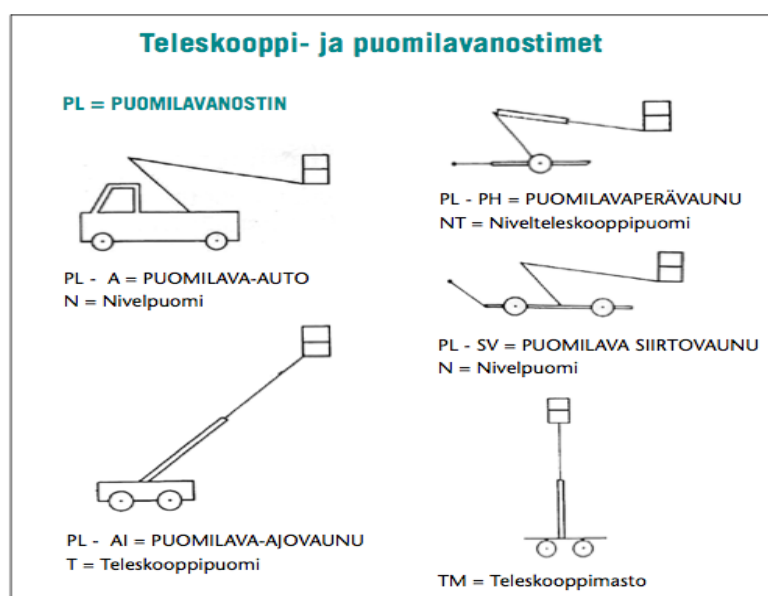 Teleskooppi- ja puomilavanostimet
PL = PUOMILAVANOSTIN
PL - A = PUOMILAVA-AUTO
N = Nivelpuomi
PL - AI = PUOMILAVA-AJOVAUNU
T = Teleskooppipuomi
PL - PH = PUOMILAVAPERÄVAUNU
NT = Nivelteleskooppipuomi
PL - SV = PUOMILAVA SIIRTOVAUNU
N = Nivelpuomi
TM = Teleskooppimasto